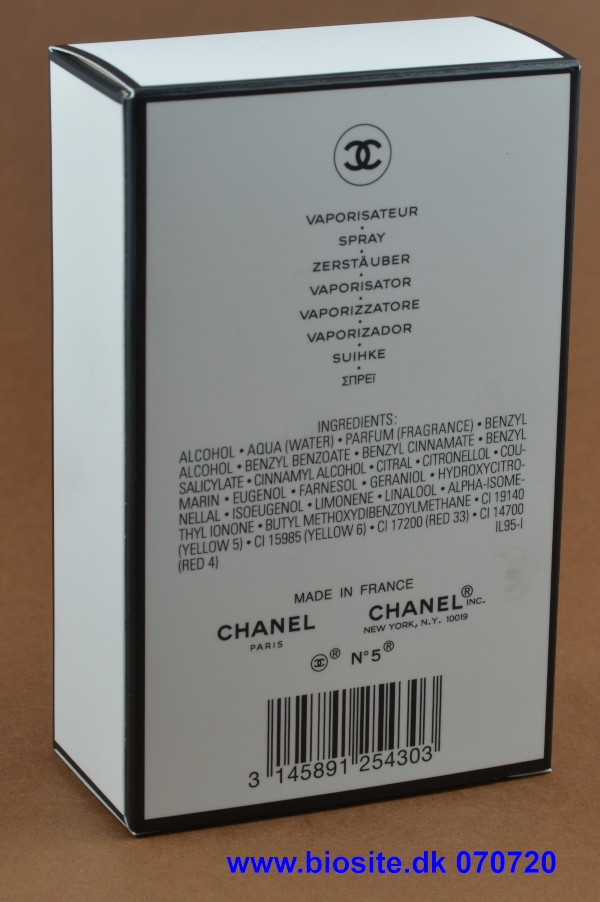 VAPORISATEUR
SPRAY
ZERSTÄUBER
VAPORISATOR
VAPORIZZATORE
VAPORIZADOR
SUIHKE
ΣΠΡΕΪ
INGREDIENTS:
ALCOHOL • AQUA (WATER) • PARFUM (FRAGRANCE) • BENZYL
ALCOHOL • BENZYL BENZOATE • BENZYL CINNAMATE • BENZYL
SALICYLATE • CINNAMYL ALCOHOL • CITRAL • CITRONELLOL • COU-
MARIN • EUGENOL • FARNESOL • GERANIOL • HYDROXYCITRO-
NELLAL • ISOEUGENOL • LIMONENE • LINALOOL • ALPHA-ISOME-
THYL IONONE • BUTYL METHOXYDIBENZOYLMETHANE • CI 19140
(YELLOW 5) • CI 15985 (YELLOW 6) • CI 17200 (RED 33) • CI 14700
(RED 4) IL95-I
MADE IN FRANCE
CHANEL CHANEL® INC.
PARIS NEW YORK, N.Y. 10019
® N°5®
3 145891 254303
www.biosite.dk 070720